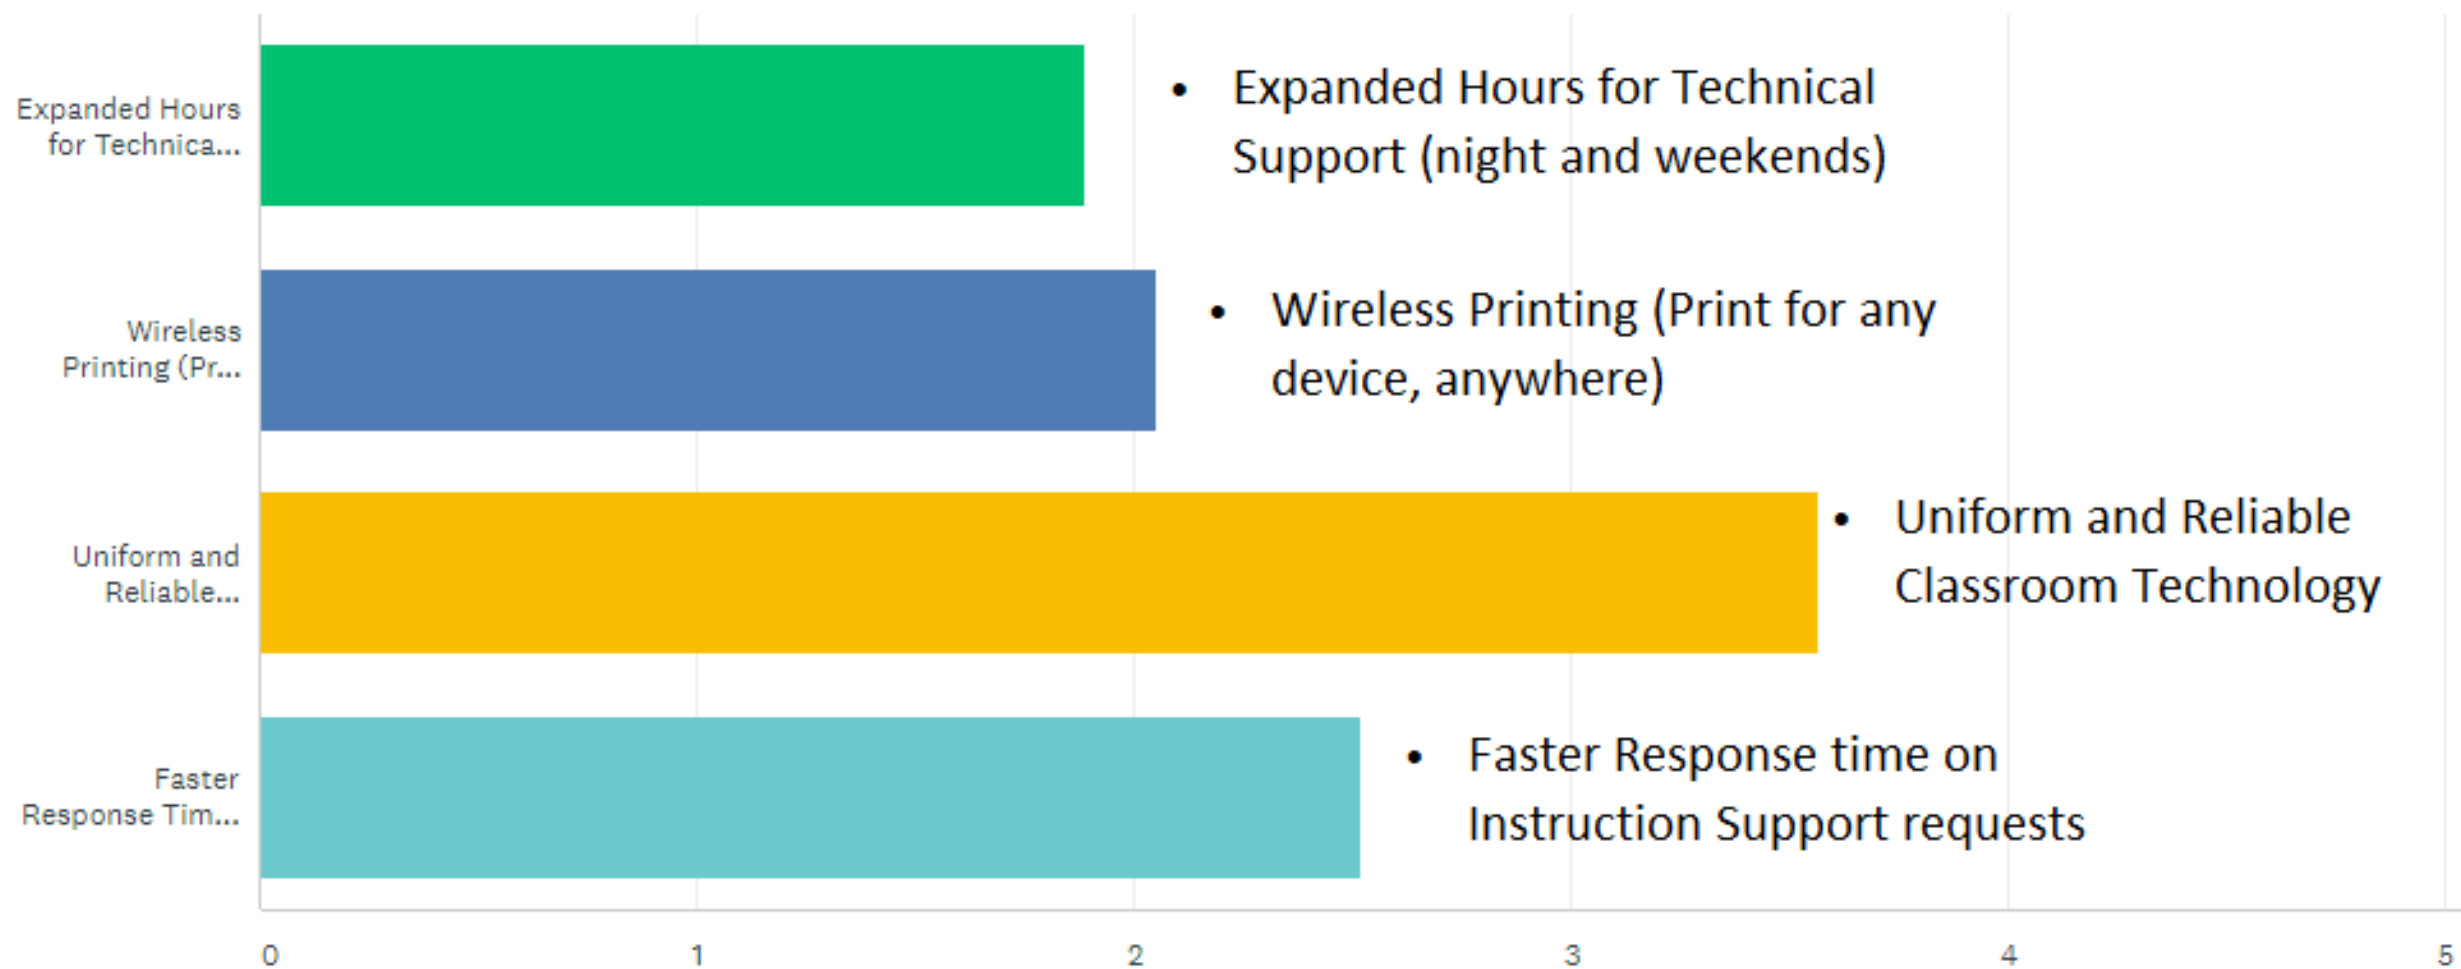 Expanded Hours
for Technica...
• Expanded Hours for Technical
Support (night and weekends)
Wireless
Printing (Pr...
• Wireless Printing (Print for any
device, anywhere)
Uniform and
Reliable...
• Uniform and Reliable
Classroom Technology
Faster
Response Tim...
• Faster Response time on
Instruction Support requests
0 1 2 3 4 5